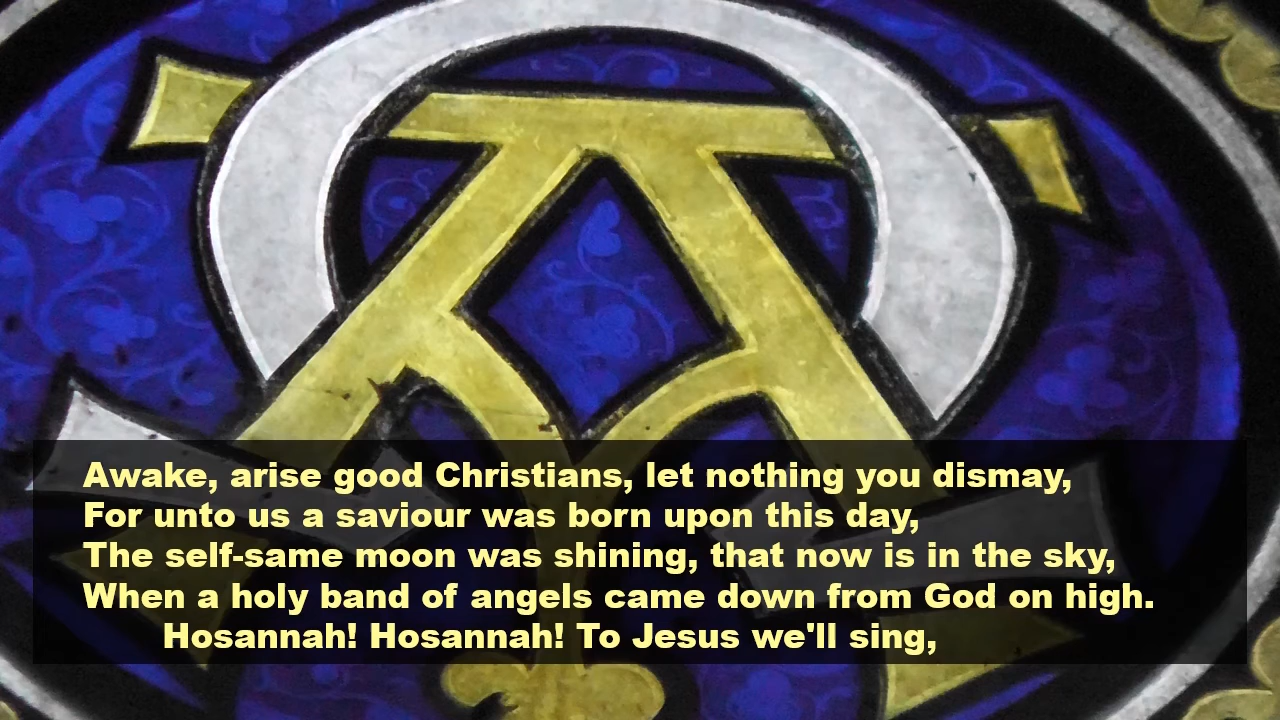 Awake, arise good Christians, let nothing you dismay,
For unto us a saviour was born upon this day,
The self-same moon was shining, that now is in the sky,
When a holy band of angels came down from God on high.
Hosannah! Hosannah! To Jesus we'll sing,